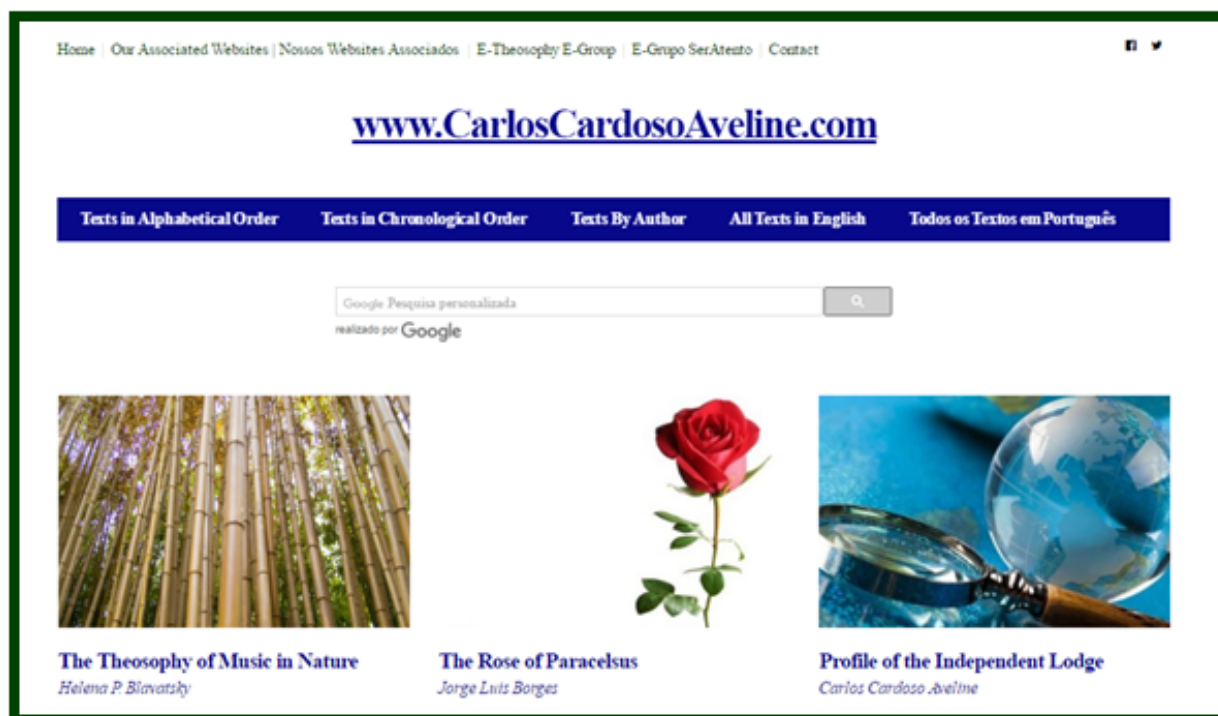 Home | Our Associated Websites | Nossos Websites Associados | E-Theosophy E-Group | E-Grupo SerAtento | Contact
www.CarlosCardosoAveline.com
Texts in Alphabetical Order Texts in Chronological Order Texts By Author All Texts in English Todos os Textos em Português
Google Pesquisa personalizada
realizado por Google
The Theosophy of Music in Nature The Rose of Paracelsus Profile of the Independent Lodge
Helena P. Blavatsky Jorge Luis Borges Carlos Cardoso Aveline